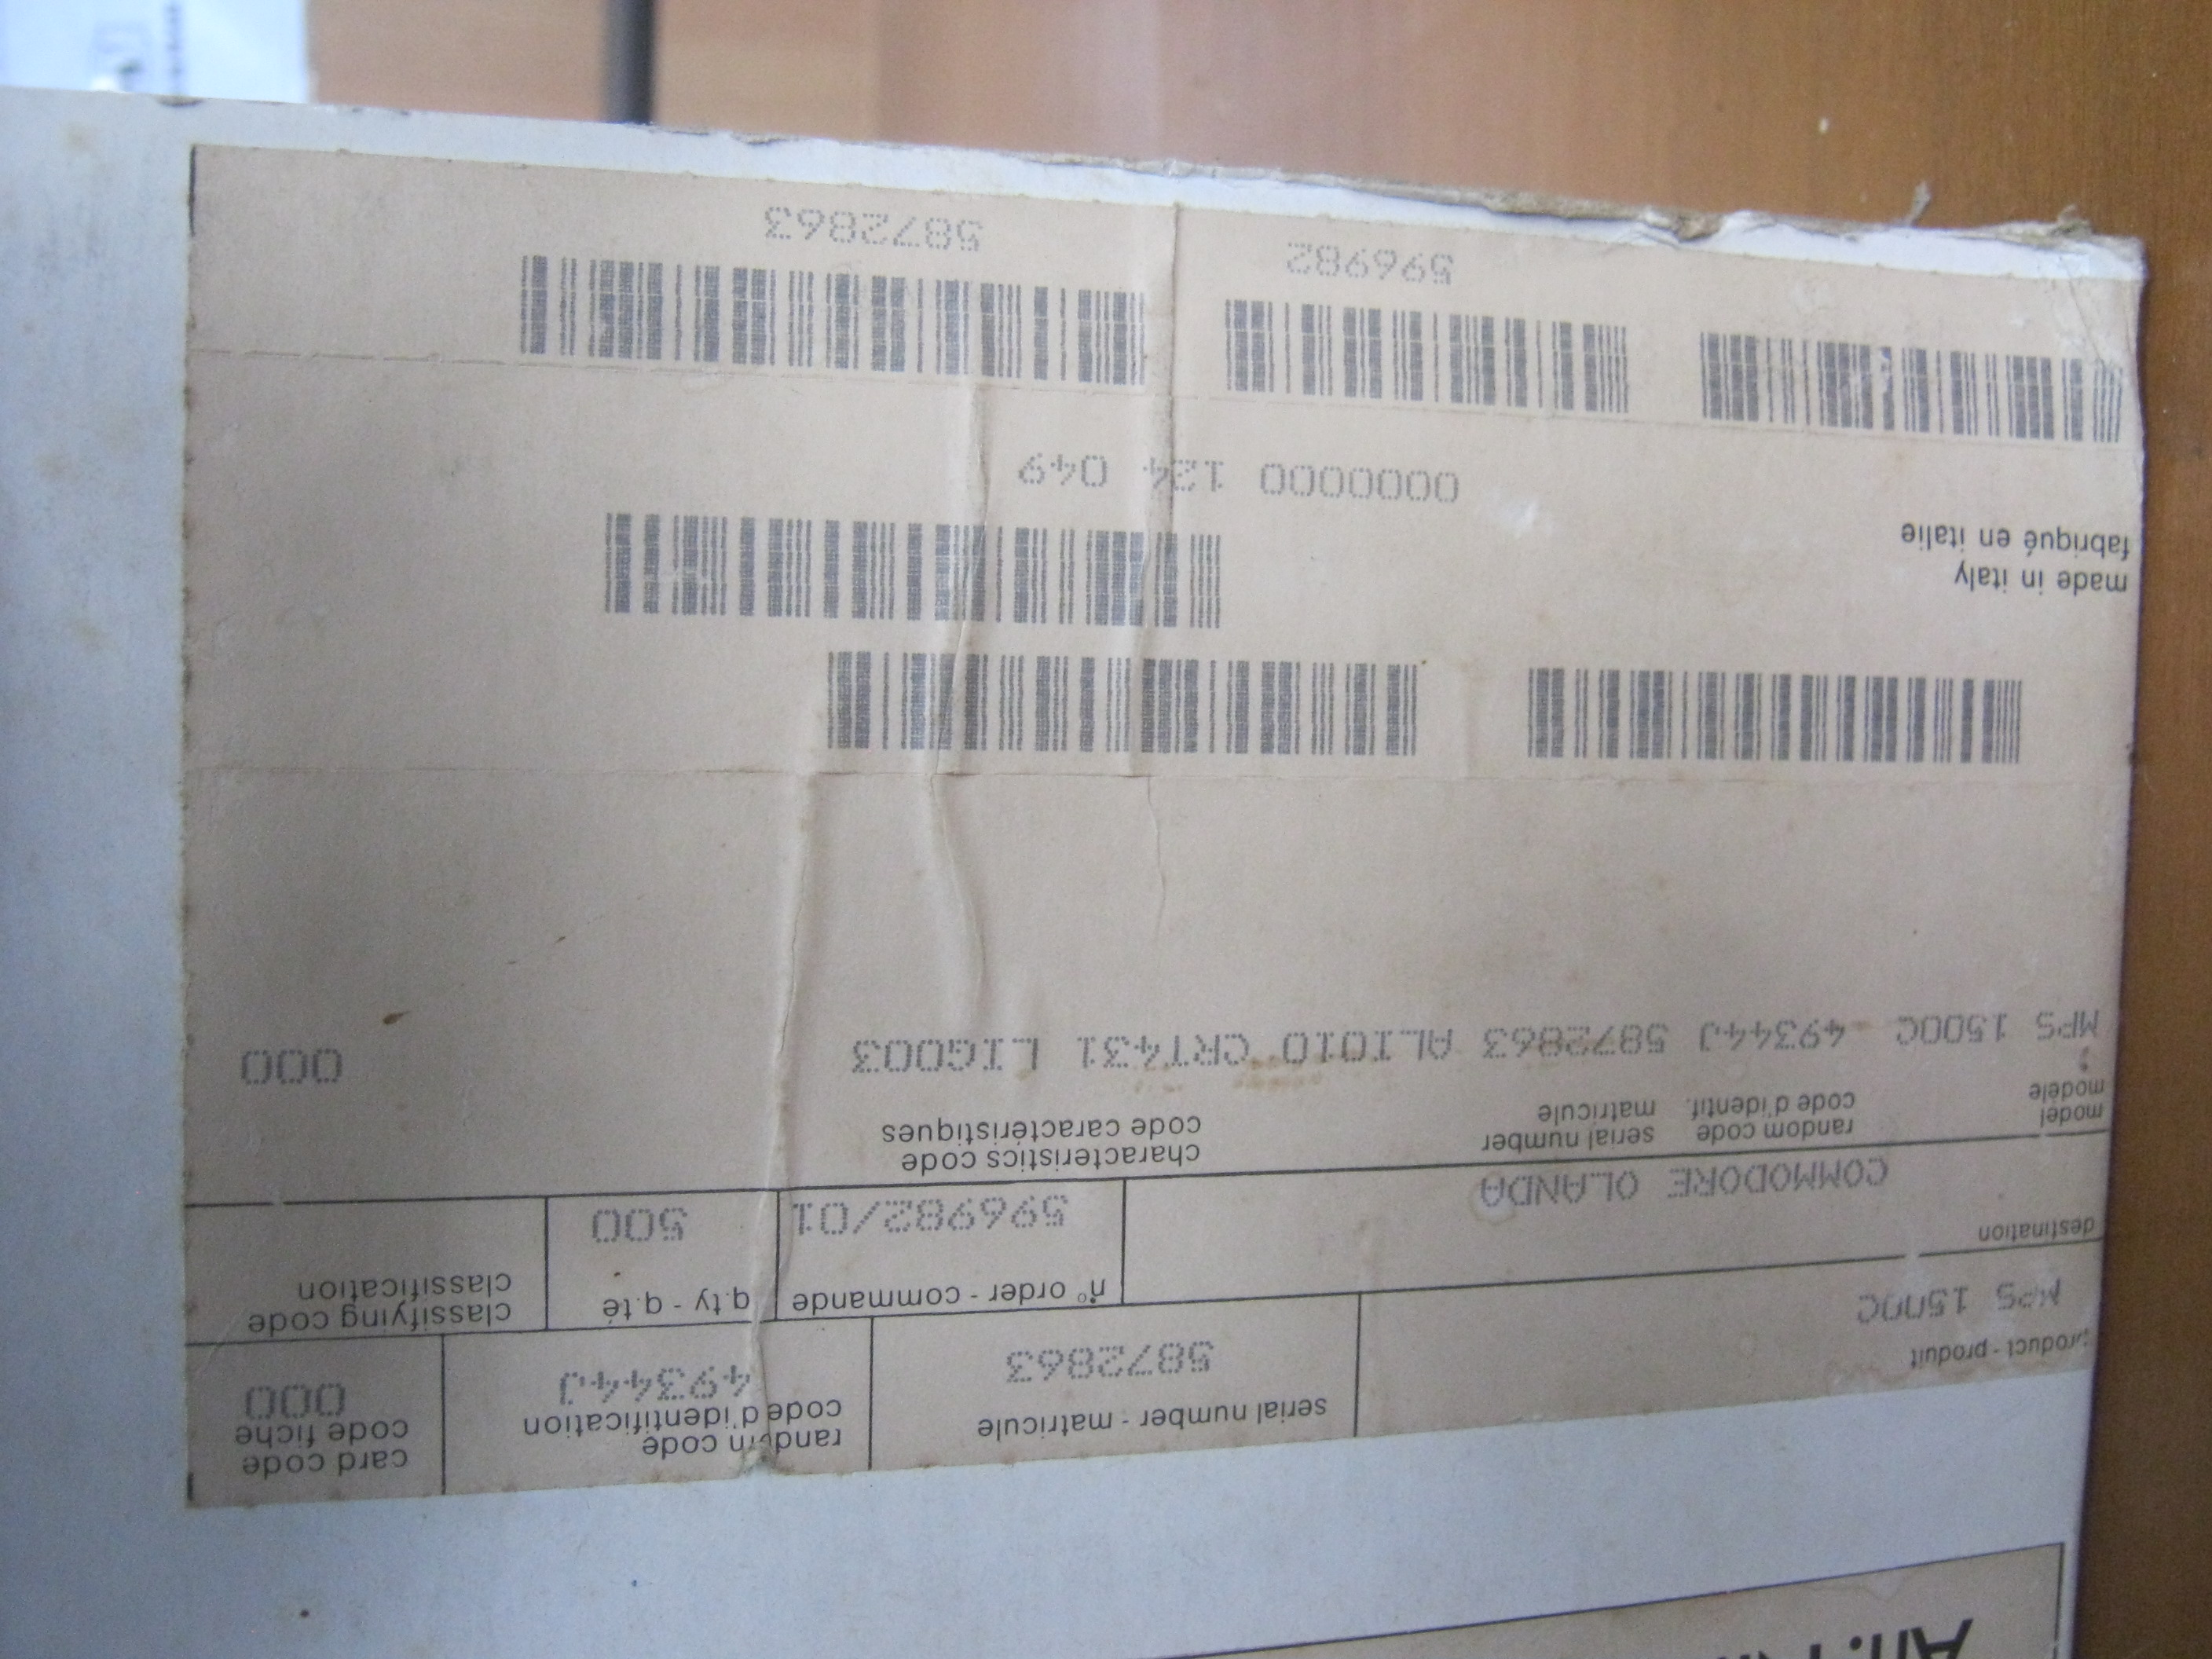 product - produit
MPS 1500C
serial number - matricule
5872863
random code
code d'identification
49344J
card code
code fiche
000
destination
COMMODORE OLANDA
n° order - commande
596982/01
q.ty - q.té
500
classifying code
classification
model
modèle
random code
code d'identif.
serial number
matricule
characteristics code
code caractéristiques
MPS 1500C 49344J 5872863 ALI010 CRT431 LIG003 000
made in italy
fabriqué en italie
0000000 124 049
596982
5872863